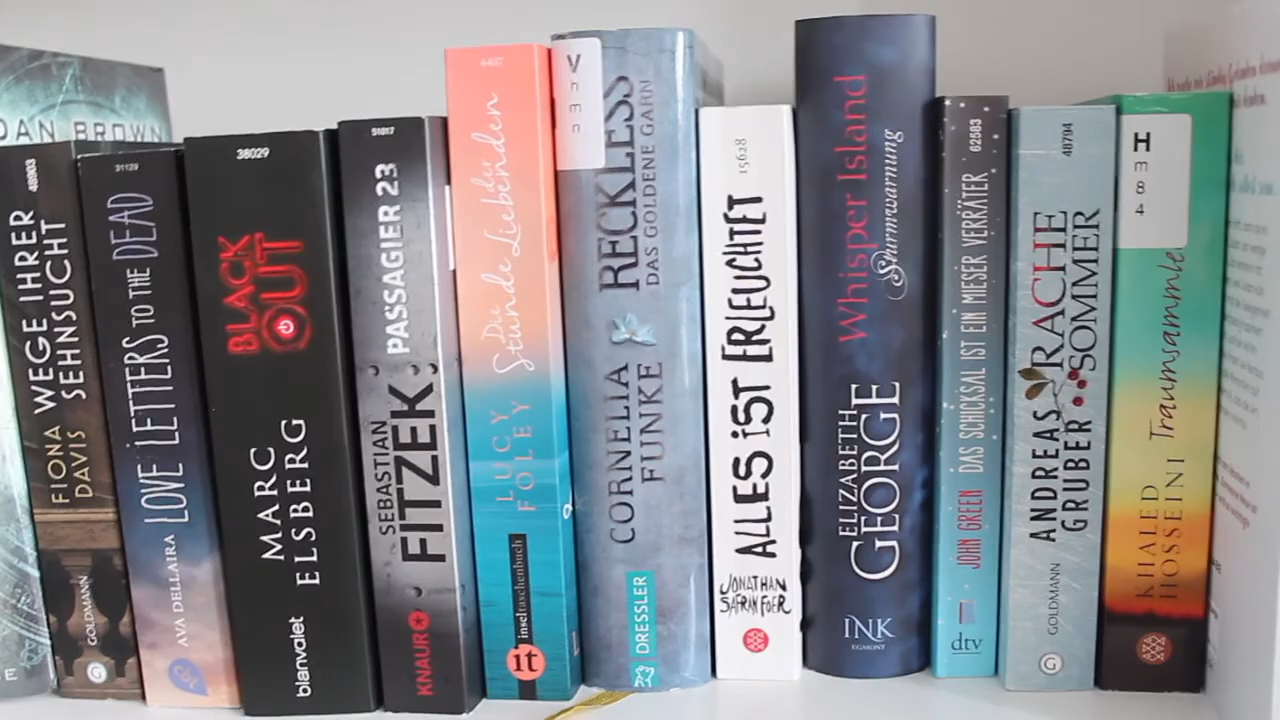 DAN BROWN
E
48903
WEGE IHRER
SEHNSUCHT
FIONA
DAVIS
GOLDMANN
G
31129
LOVE LETTERS TO THE DEAD
AVA DELLAIRA
38029
BLACK
OUT
MARC
ELSBERG
blanvalet
51017
PASSAGIER 23
SEBASTIAN
FITZEK
KNAUR
4497
Die
Stunde der Liebenden
LUCY
FOLEY
insel taschenbuch
it
V
n
m
n
RECKLESS
DAS GOLDENE GARN
CORNELIA
FUNKE
DRESSLER
15628
ALLES iST ERLEUCHTET
JONATHAN
SAFRAN FOER
Whisper Island
Sturmwarnung
ELIZABETH
GEORGE
INK
EGMONT
62583
DAS SCHICKSAL IST EIN MIESER VERRÄTER
JOHN GREEN
dtv
48794
RACHE
SOMMER
ANDREAS
GRUBER
GOLDMANN
G
H
m
8
4
Traumsammler
KHALED
HOSSEINI